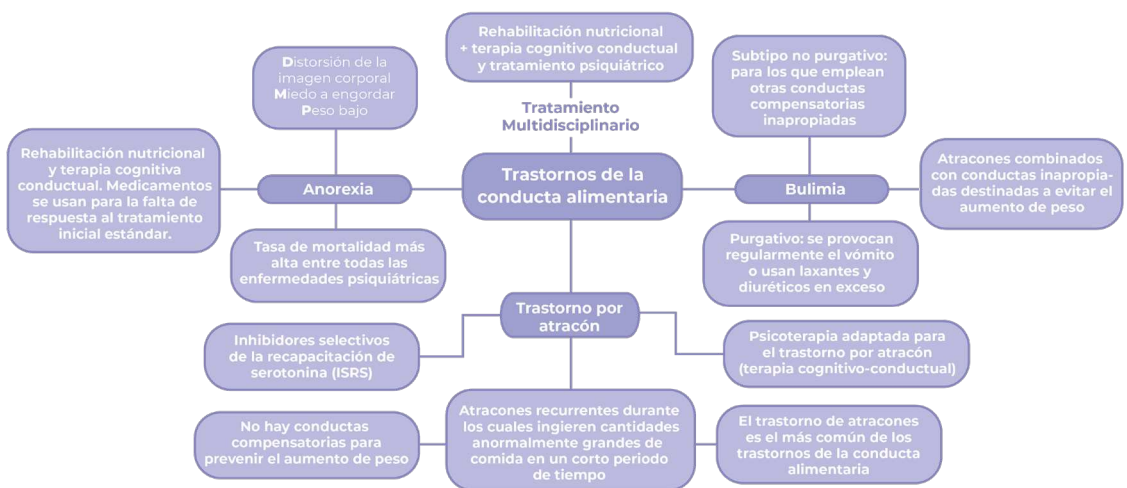 Rehabilitación nutricional
+ terapia cognitivo conductual
y tratamiento psiquiátrico
Tratamiento
Multidisciplinario
Trastornos de la
conducta alimentaria
Distorsión de la
imagen corporal
Miedo a engordar
Peso bajo
Rehabilitación nutricional
y terapia cognitiva
conductual. Medicamentos
se usan para la falta de
respuesta al tratamiento
inicial estándar.
Anorexia
Tasa de mortalidad más
alta entre todas las
enfermedades psiquiátricas
Subtipo no purgativo:
para los que emplean
otras conductas
compensatorias
inapropiadas
Bulimia
Atracones combinados
con conductas inapropia-
das destinadas a evitar el
aumento de peso
Purgativo: se provocan
regularmente el vómito
o usan laxantes y
diuréticos en exceso
Trastorno por
atracón
Inhibidores selectivos
de la recapacitación de
serotonina (ISRS)
Psicoterapia adaptada para
el trastorno por atracón
(terapia cognitivo-conductual)
No hay conductas
compensatorias para
prevenir el aumento de peso
Atracones recurrentes durante
los cuales ingieren cantidades
anormalmente grandes de
comida en un corto periodo
de tiempo
El trastorno de atracones
es el más común de los
trastornos de la conducta
alimentaria